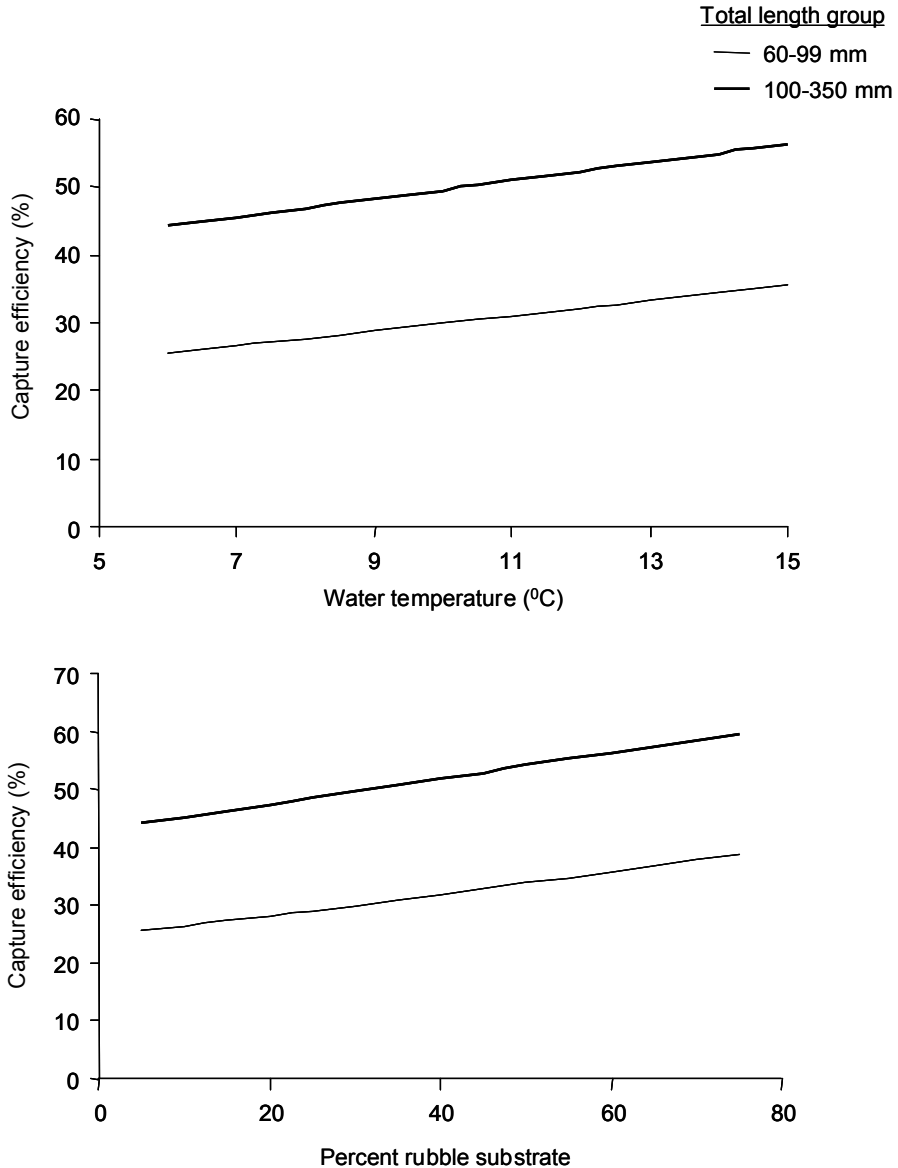 Total length group
60-99 mm
100-350 mm
Capture efficiency (%)
60
50
40
30
20
10
0
5 7 9 11 13 15
Water temperature (⁰C)
Capture efficiency (%)
70
60
50
40
30
20
10
0
0 20 40 60 80
Percent rubble substrate